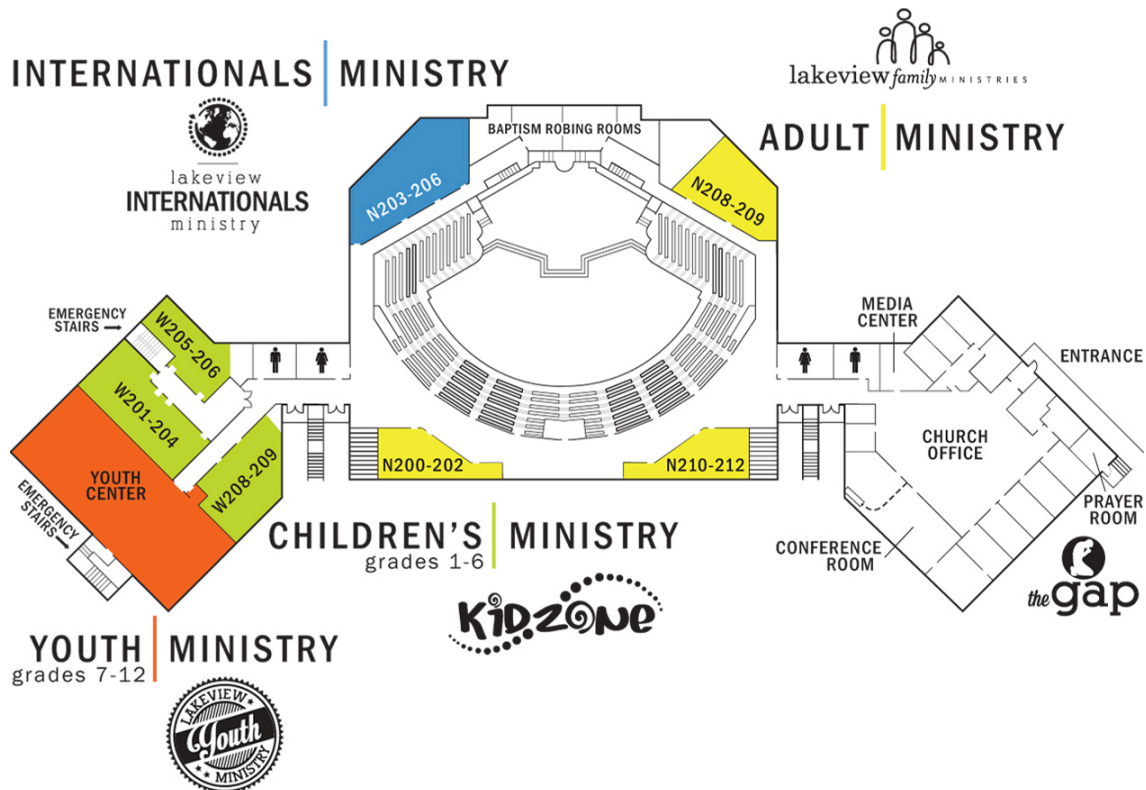 INTERNATIONALS MINISTRY
lakeview
INTERNATIONALS
ministry
lakeview family MINISTRIES
ADULT MINISTRY
BAPTISM ROBING ROOMS
N203-206
N208-209
EMERGENCY
STAIRS
W205-206
W201-204
W208-209
YOUTH
CENTER
EMERGENCY
STAIRS
N200-202
N210-212
MEDIA
CENTER
ENTRANCE
CHURCH
OFFICE
CONFERENCE
ROOM
PRAYER
ROOM
the gap
CHILDREN'S MINISTRY
grades 1-6
KiDZONE
YOUTH MINISTRY
grades 7-12
LAKEVIEW
Youth
MINISTRY